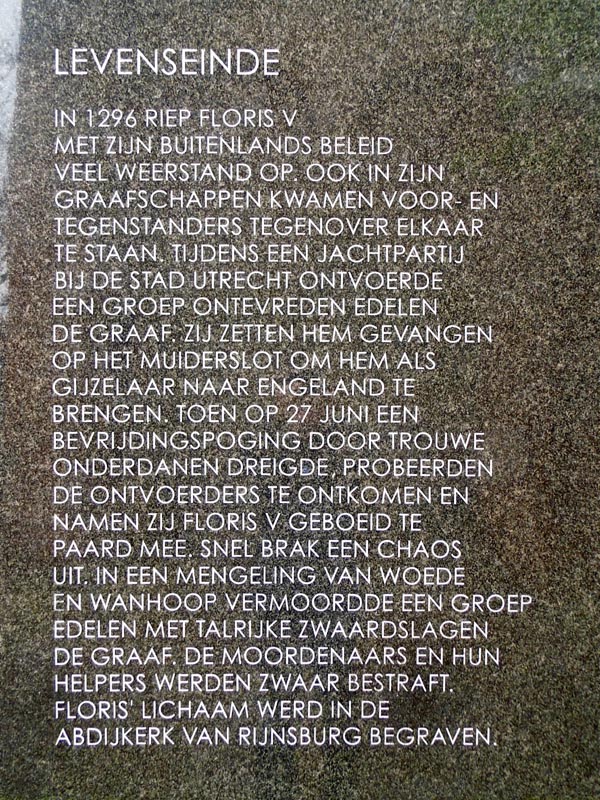 LEVENSEINDE
IN 1296 RIEP FLORIS V
MET ZIJN BUITENLANDS BELEID
VEEL WEERSTAND OP. OOK IN ZIJN
GRAAFSCHAPPEN KWAMEN VOOR- EN
TEGENSTANDERS TEGENOVER ELKAAR
TE STAAN. TIJDENS EEN JACHTPARTIJ
BIJ DE STAD UTRECHT ONTVOERDE
EEN GROEP ONTEVREDEN EDELEN
DE GRAAF. ZIJ ZETTEN HEM GEVANGEN
OP HET MUIDERSLOT OM HEM ALS
GIJZELAAR NAAR ENGELAND TE
BRENGEN. TOEN OP 27 JUNI EEN
BEVRIJDINGSPOGING DOOR TROUWE
ONDERDANEN DREIGDE, PROBEERDEN
DE ONTVOERDERS TE ONTKOMEN EN
NAMEN ZIJ FLORIS V GEBOEID TE
PAARD MEE. SNEL BRAK EEN CHAOS
UIT. IN EEN MENGELING VAN WOEDE
EN WANHOOP VERMOORDDE EEN GROEP
EDELEN MET TALRIJKE ZWAARDSLAGEN
DE GRAAF. DE MOORDENAARS EN HUN
HELPERS WERDEN ZWAAR BESTRAFT.
FLORIS' LICHAAM WERD IN DE
ABDIJKERK VAN RIJNSBURG BEGRAVEN.